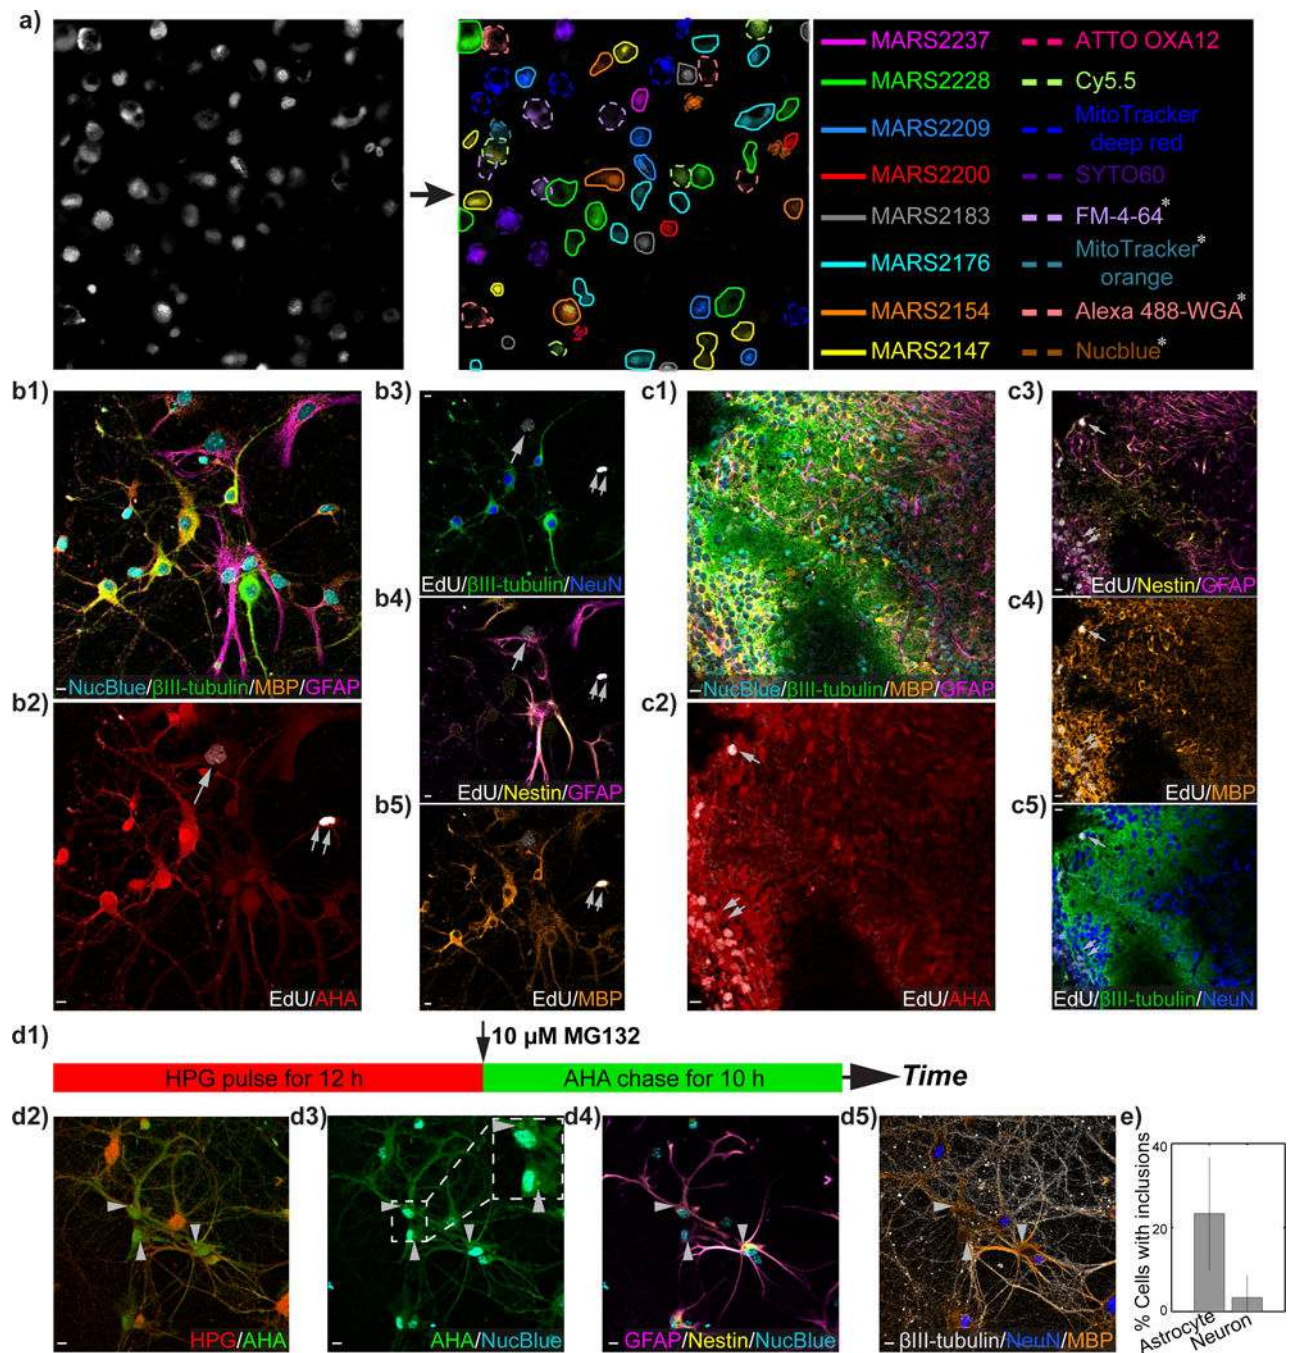 a)
MARS2237
MARS2228
MARS2209
MARS2200
MARS2183
MARS2176
MARS2154
MARS2147
ATTO OXA12
Cy5.5
MitoTracker
deep red
SYTO60
FM-4-64*
MitoTracker*
orange
Alexa 488-WGA*
Nucblue*
b1)
NucBlue/βIII-tubulin/MBP/GFAP
b2)
EdU/AHA
b3)
EdU/βIII-tubulin/NeuN
b4)
EdU/Nestin/GFAP
b5)
EdU/MBP
c1)
NucBlue/βIII-tubulin/MBP/GFAP
c2)
EdU/AHA
c3)
EdU/Nestin/GFAP
c4)
EdU/MBP
c5)
EdU/βIII-tubulin/NeuN
d1)
10 µM MG132
HPG pulse for 12 h
AHA chase for 10 h
Time
d2)
HPG/AHA
d3)
AHA/NucBlue
d4)
GFAP/Nestin/NucBlue
d5)
βIII-tubulin/NeuN/MBP
e)
% Cells with inclusions
40
20
0
Astrocyte
Neuron